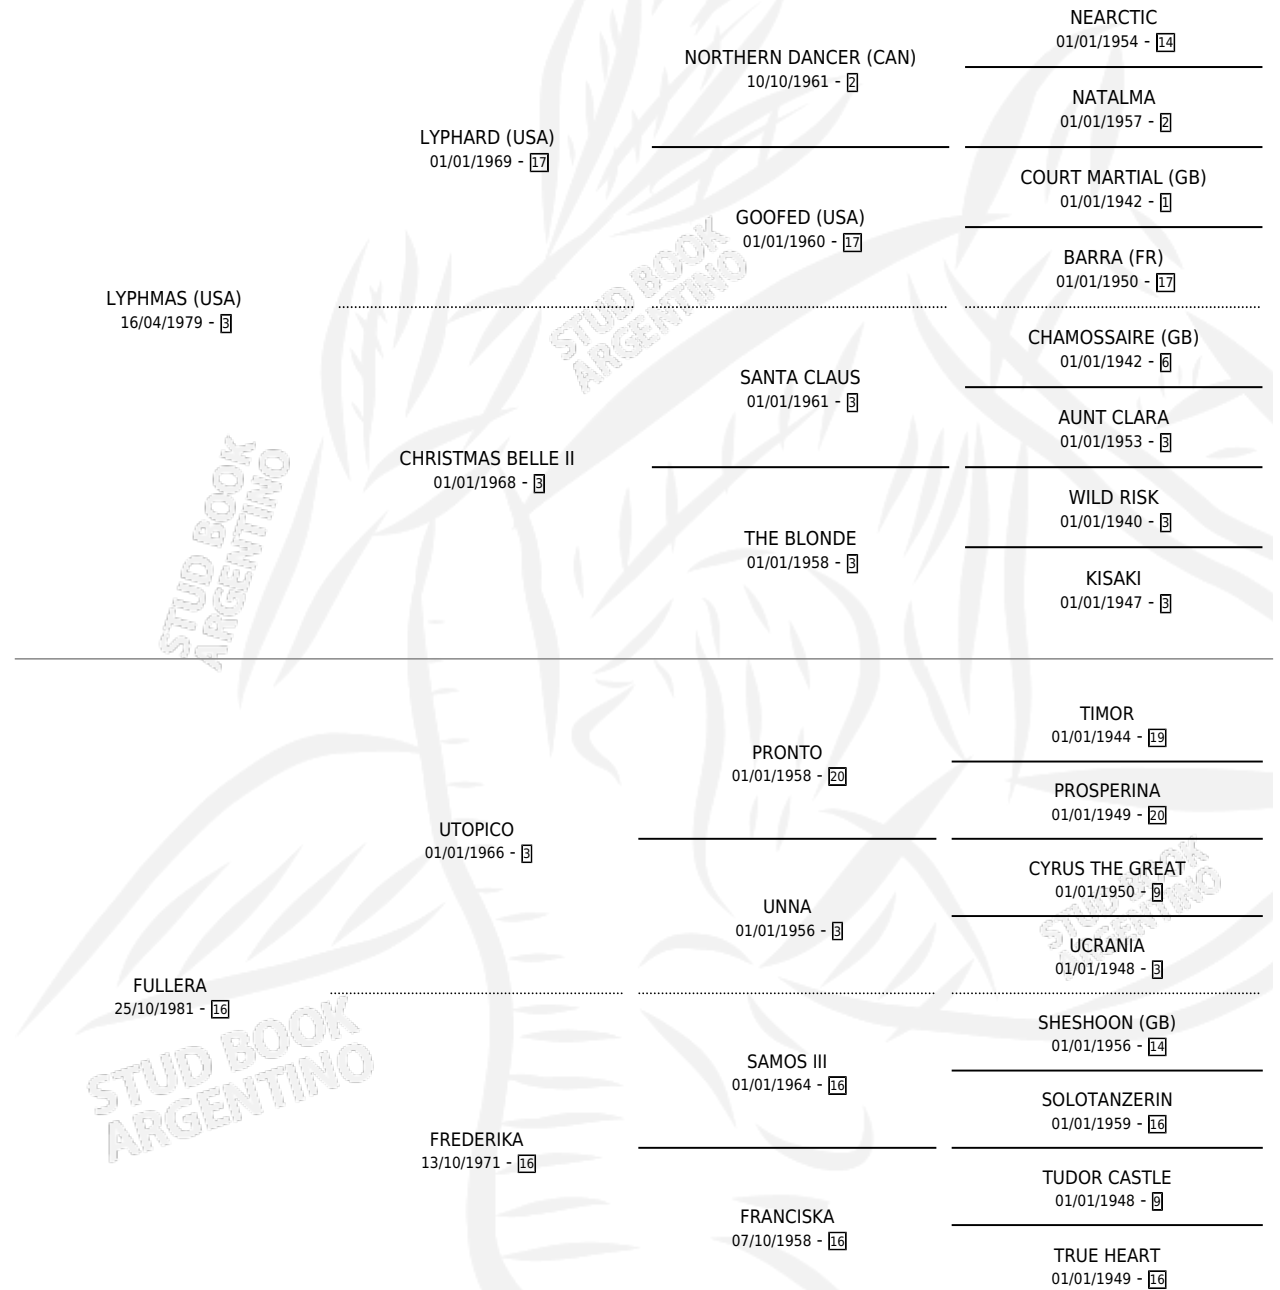 NEARCTIC
01/01/1954 - 14
NORTHERN DANCER (CAN)
10/10/1961 - 2
NATALMA
01/01/1957 - 2
LYPHARD (USA)
01/01/1969 - 17
COURT MARTIAL (GB)
01/01/1942 - 1
GOOFED (USA)
01/01/1960 - 17
BARRA (FR)
01/01/1950 - 17
LYPHMAS (USA)
16/04/1979 - 3
STUD BOOK
ARGENTINO
CHAMOSSAIRE (GB)
01/01/1942 - 6
SANTA CLAUS
01/01/1961 - 3
AUNT CLARA
01/01/1953 - 3
CHRISTMAS BELLE II
01/01/1968 - 3
WILD RISK
01/01/1940 - 3
THE BLONDE
01/01/1958 - 3
KISAKI
01/01/1947 - 3
STUD BOOK
ARGENTINO
TIMOR
01/01/1944 - 19
PRONTO
01/01/1958 - 20
PROSPERINA
01/01/1949 - 20
UTOPICO
01/01/1966 - 3
CYRUS THE GREAT
01/01/1950 - 9
UNNA
01/01/1956 - 3
STUD BOOK
ARGENTINO
UCRANIA
01/01/1948 - 3
FULLERA
25/10/1981 - 16
SHESHOON (GB)
01/01/1956 - 14
SAMOS III
01/01/1964 - 16
STUD BOOK
ARGENTINO
SOLOTANZERIN
01/01/1959 - 16
FREDERIKA
13/10/1971 - 16
TUDOR CASTLE
01/01/1948 - 9
FRANCISKA
07/10/1958 - 16
TRUE HEART
01/01/1949 - 16